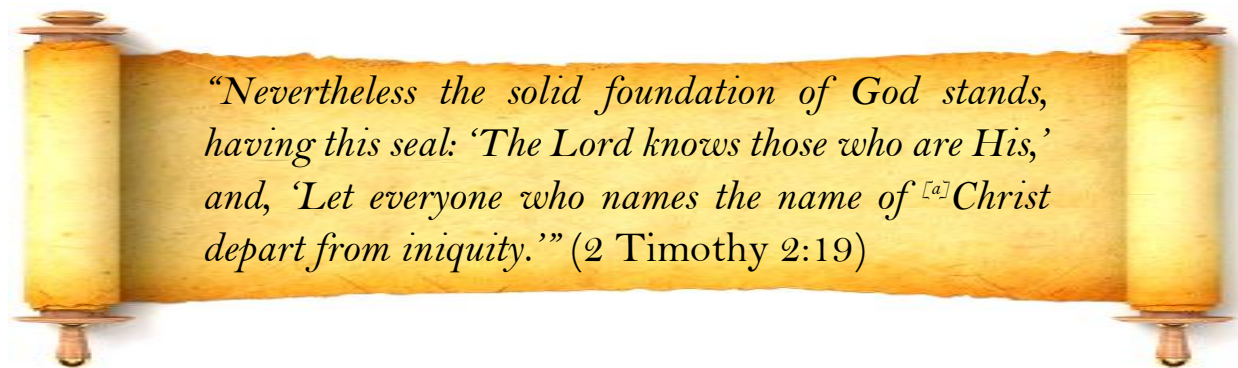 “Nevertheless the solid foundation of God stands,
having this seal: ‘The Lord knows those who are His,’
and, ‘Let everyone who names the name of [a]Christ
depart from iniquity.’” (2 Timothy 2:19)